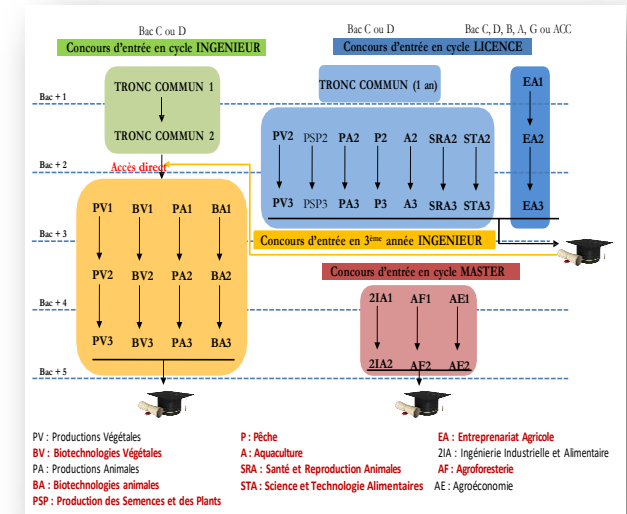 Bac C ou D
Bac C ou D
Bac C, D, B, A, G ou ACC
Concours d'entrée en cycle INGENIEUR
Concours d'entrée en cycle LICENCE
TRONC COMMUN 1
TRONC COMMUN (1 an)
EA1
Bac + 1
TRONC COMMUN 2
PV2 PSP2 PA2 P2 A2 SRA2 STA2 EA2
Bac + 2
Accès direct
PV3 PSP3 PA3 P3 A3 SRA3 STA3 EA3
PV1 BV1 PA1 BA1
Bac + 3
Concours d'entrée en 3ème année INGENIEUR
PV2 BV2 PA2 BA2
Concours d'entrée en cycle MASTER
Bac + 4
2IA1 AF1 AE1
PV3 BV3 PA3 BA3
2IA2 AF2 AE2
Bac + 5
PV : Productions Végétales
BV : Biotechnologies Végétales
PA : Productions Animales
BA : Biotechnologies animales
PSP : Production des Semences et des Plants
P : Pêche
A : Aquaculture
SRA : Santé et Reproduction Animales
STA : Science et Technologie Alimentaires
EA : Entreprenariat Agricole
2IA : Ingénierie Industrielle et Alimentaire
AF : Agroforesterie
AE : Agroéconomie